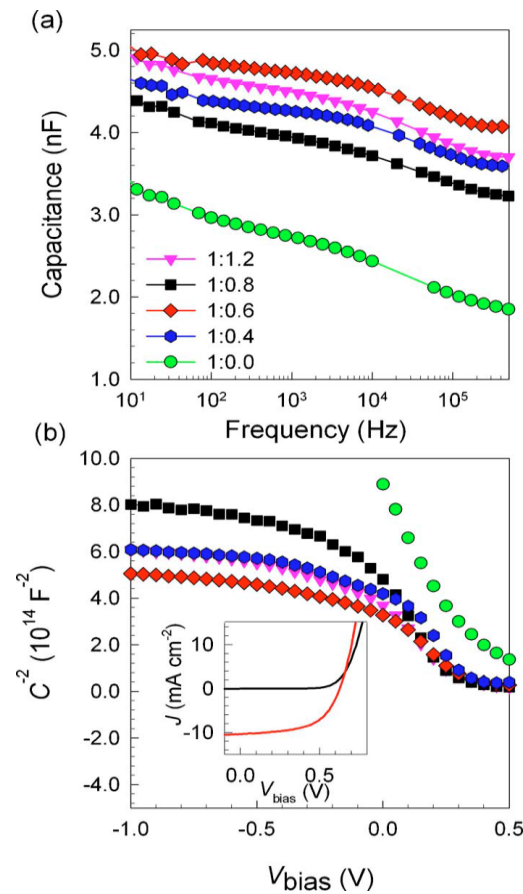 (a)
5.0
4.0
3.0
2.0
1.0
Capacitance (nF)
1:1.2
1:0.8
1:0.6
1:0.4
1:0.0
10¹ 10² 10³ 10⁴ 10⁵
Frequency (Hz)
(b)
10.0
8.0
6.0
4.0
2.0
0.0
-2.0
-4.0
C⁻² (10¹⁴ F⁻²)
10
0
-10
J (mA cm⁻²)
0.0 0.5
V_bias (V)
-1.0 -0.5 0.0 0.5
V_bias (V)